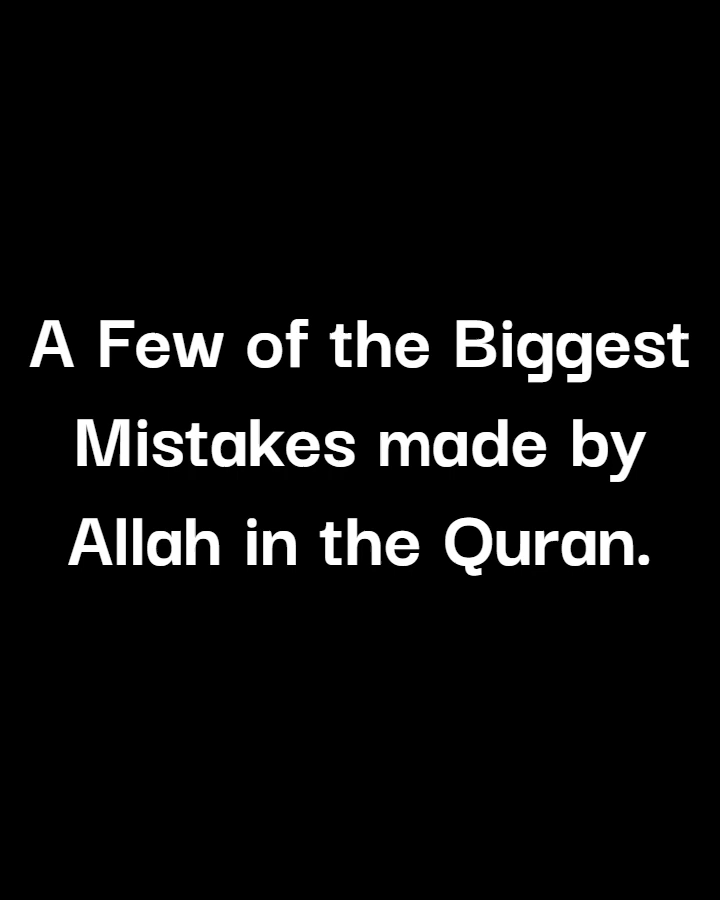 A Few of the Biggest
Mistakes made by
Allah in the Quran.